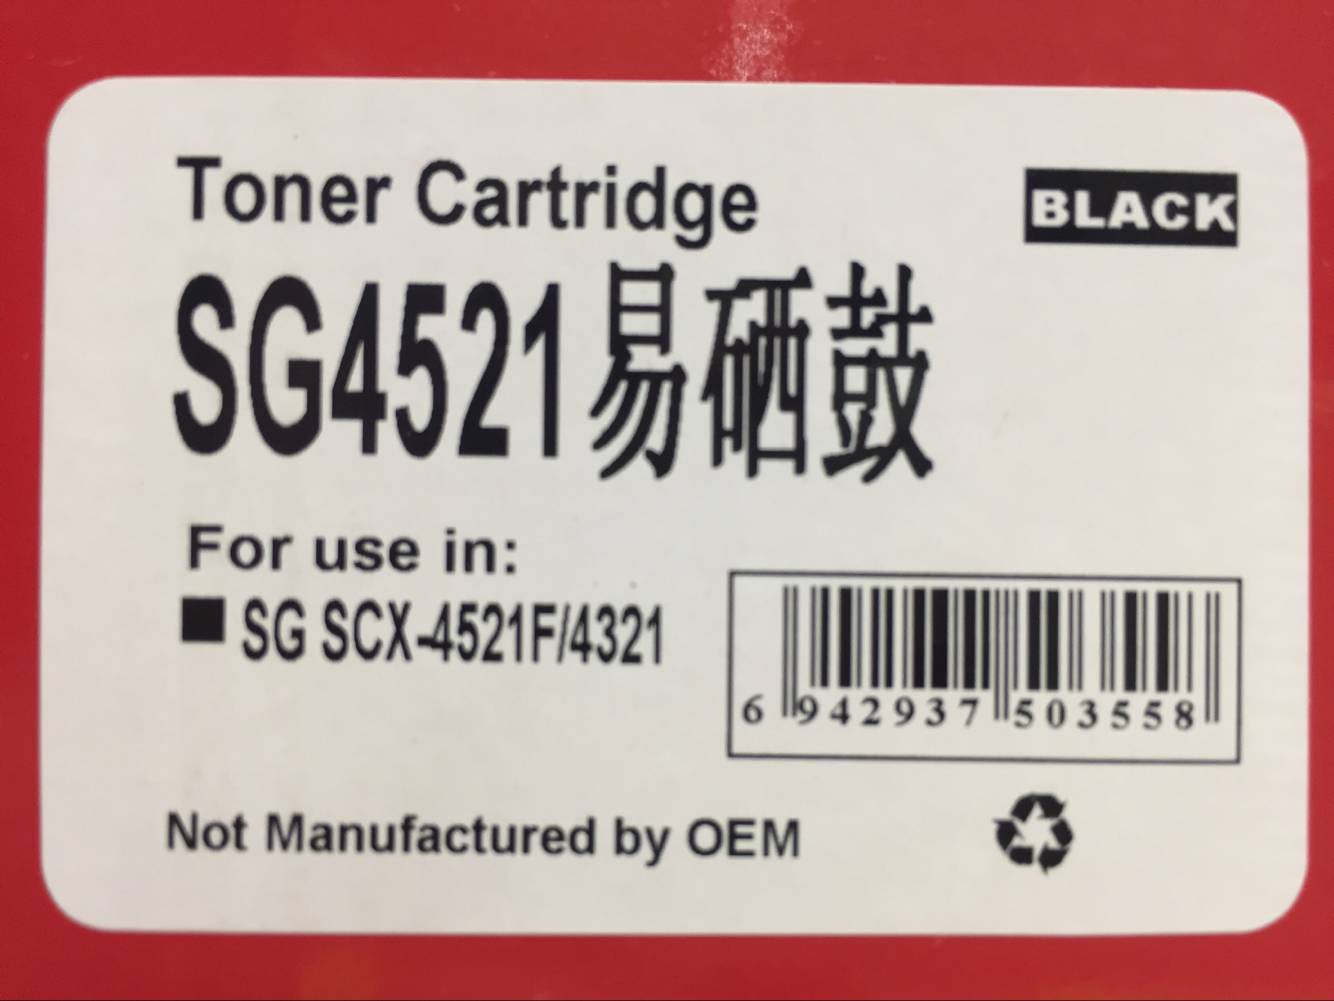 Toner Cartridge
BLACK
SG4521易硒鼓
For use in:
■ SG SCX-4521F/4321
6 942937 503558
Not Manufactured by OEM